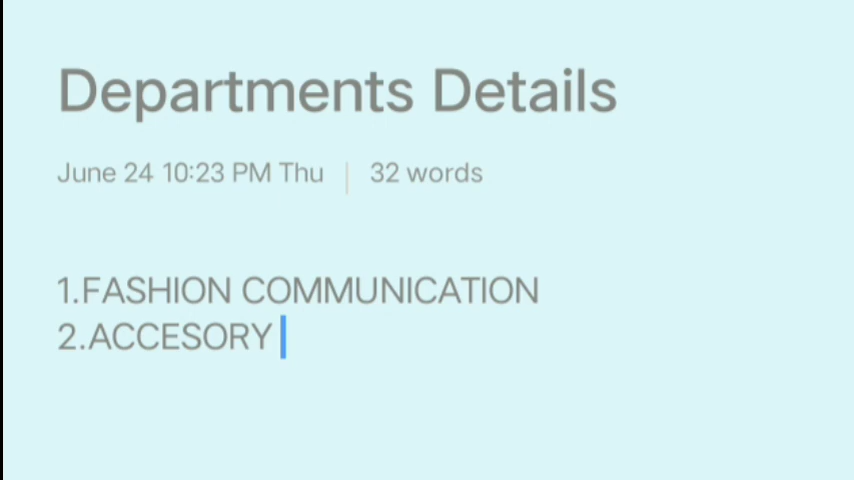 Departments Details
June 24 10:23 PM Thu | 32 words
1.FASHION COMMUNICATION
2.ACCESORY